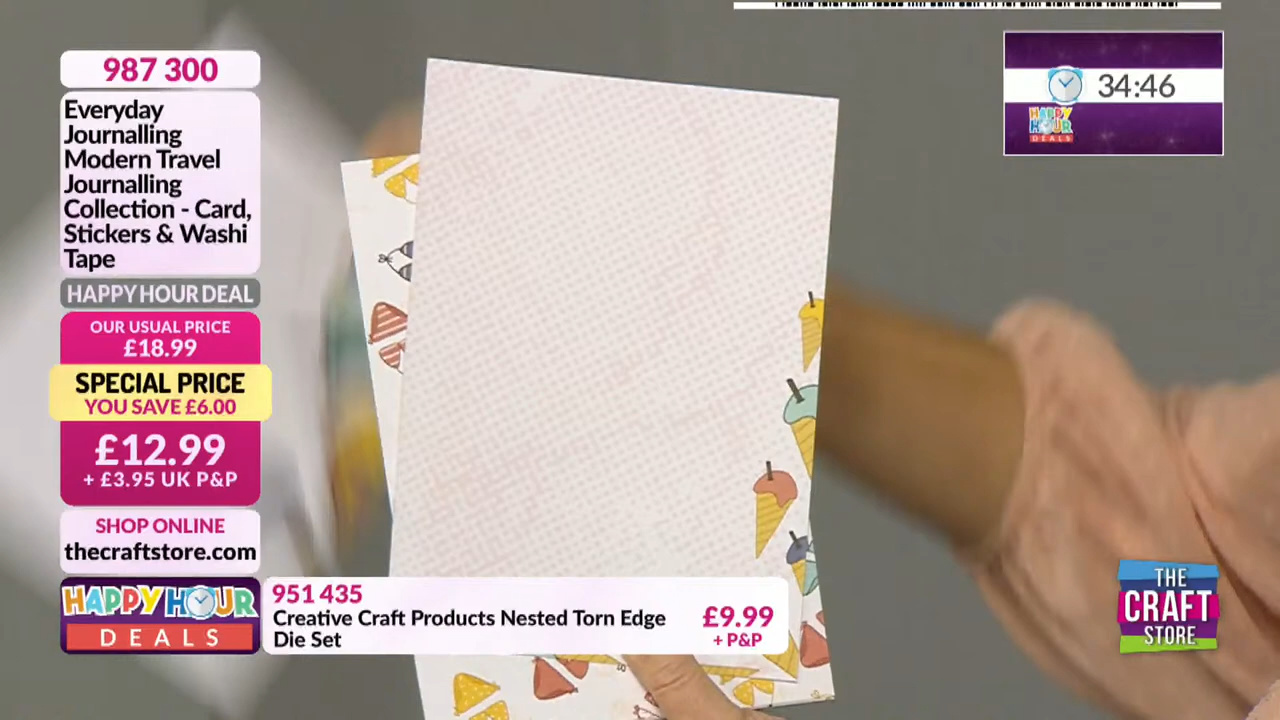 987 300
Everyday
Journalling
Modern Travel
Journalling
Collection - Card,
Stickers & Washi
Tape
HAPPY HOUR DEAL
OUR USUAL PRICE
£18.99
SPECIAL PRICE
YOU SAVE £6.00
£12.99
+ £3.95 UK P&P
SHOP ONLINE
thecraftstore.com
HAPPY HOUR
DEALS
951 435
Creative Craft Products Nested Torn Edge
Die Set
£9.99
+ P&P
34:46
HAPPY
HOUR
DEALS
THE
CRAFT
STORE